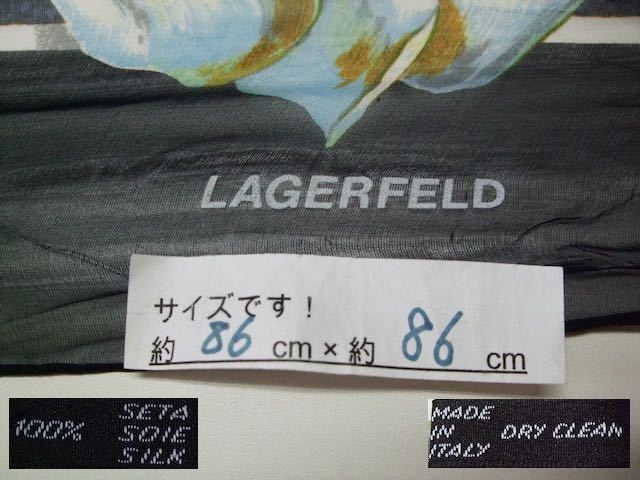 LAGERFELD
サイズです!
約 86 cm × 約 86 cm
100%
SETA
SOIE
SILK
MADE
IN
ITALY
DRY CLEAN